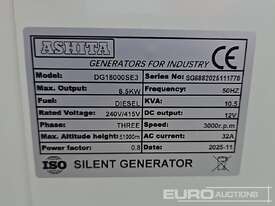 ASHITA
GENERATORS FOR INDUSTRY
CE
Model: DG18000SE3 Series No: SG6882025111778
Max. Output: 8.5KW Frequency: 50HZ
Fuel: DIESEL KVA: 10.5
Rated Voltage: 240V/415V DC output: 12V
Phase: THREE Speed: 3000r.p.m
Max. Altitude height: ≤1000m AC current: 32A
Power factor: 0.8 Date: 2025-11
ISO SILENT GENERATOR
EURO AUCTIONS